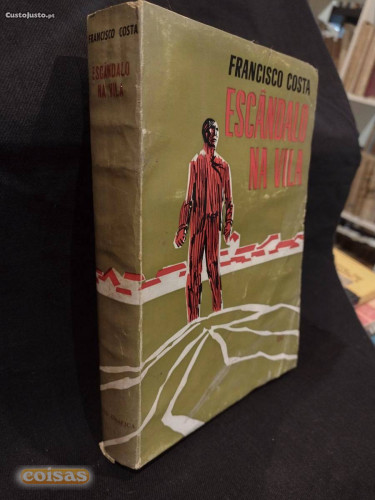 CustoJusto.pt
FRANCISCO COSTA
ESCÂNDALO
NA VILA
FRANCISCO COSTA
ESCÂNDALO
NA VILA
coisas